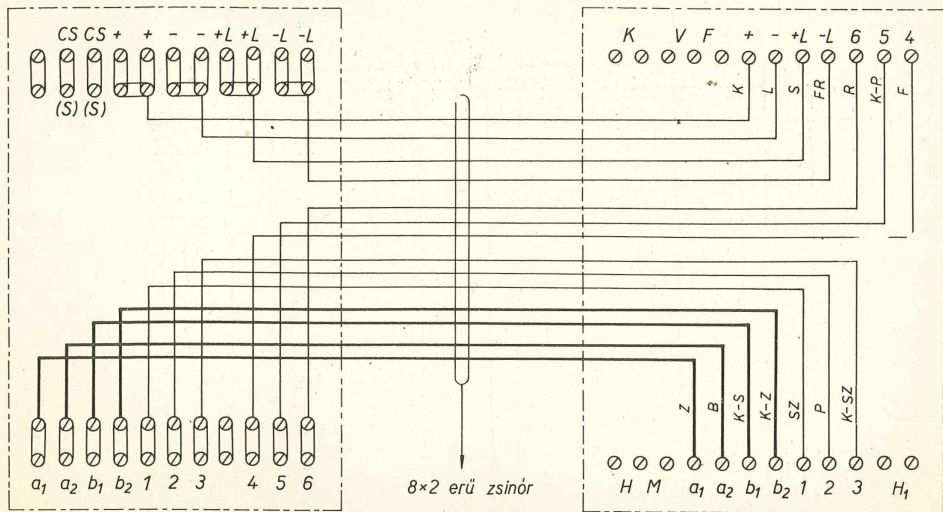 CS CS + + - - +L +L -L -L
(S) (S)
K V F + - +L -L 6 5 4
K L S FR R K-P F
Z B K-S K-Z SZ P K-SZ
a1 a2 b1 b2 1 2 3 4 5 6
8×2 erű zsinór
H M a1 a2 b1 b2 1 2 3 H1